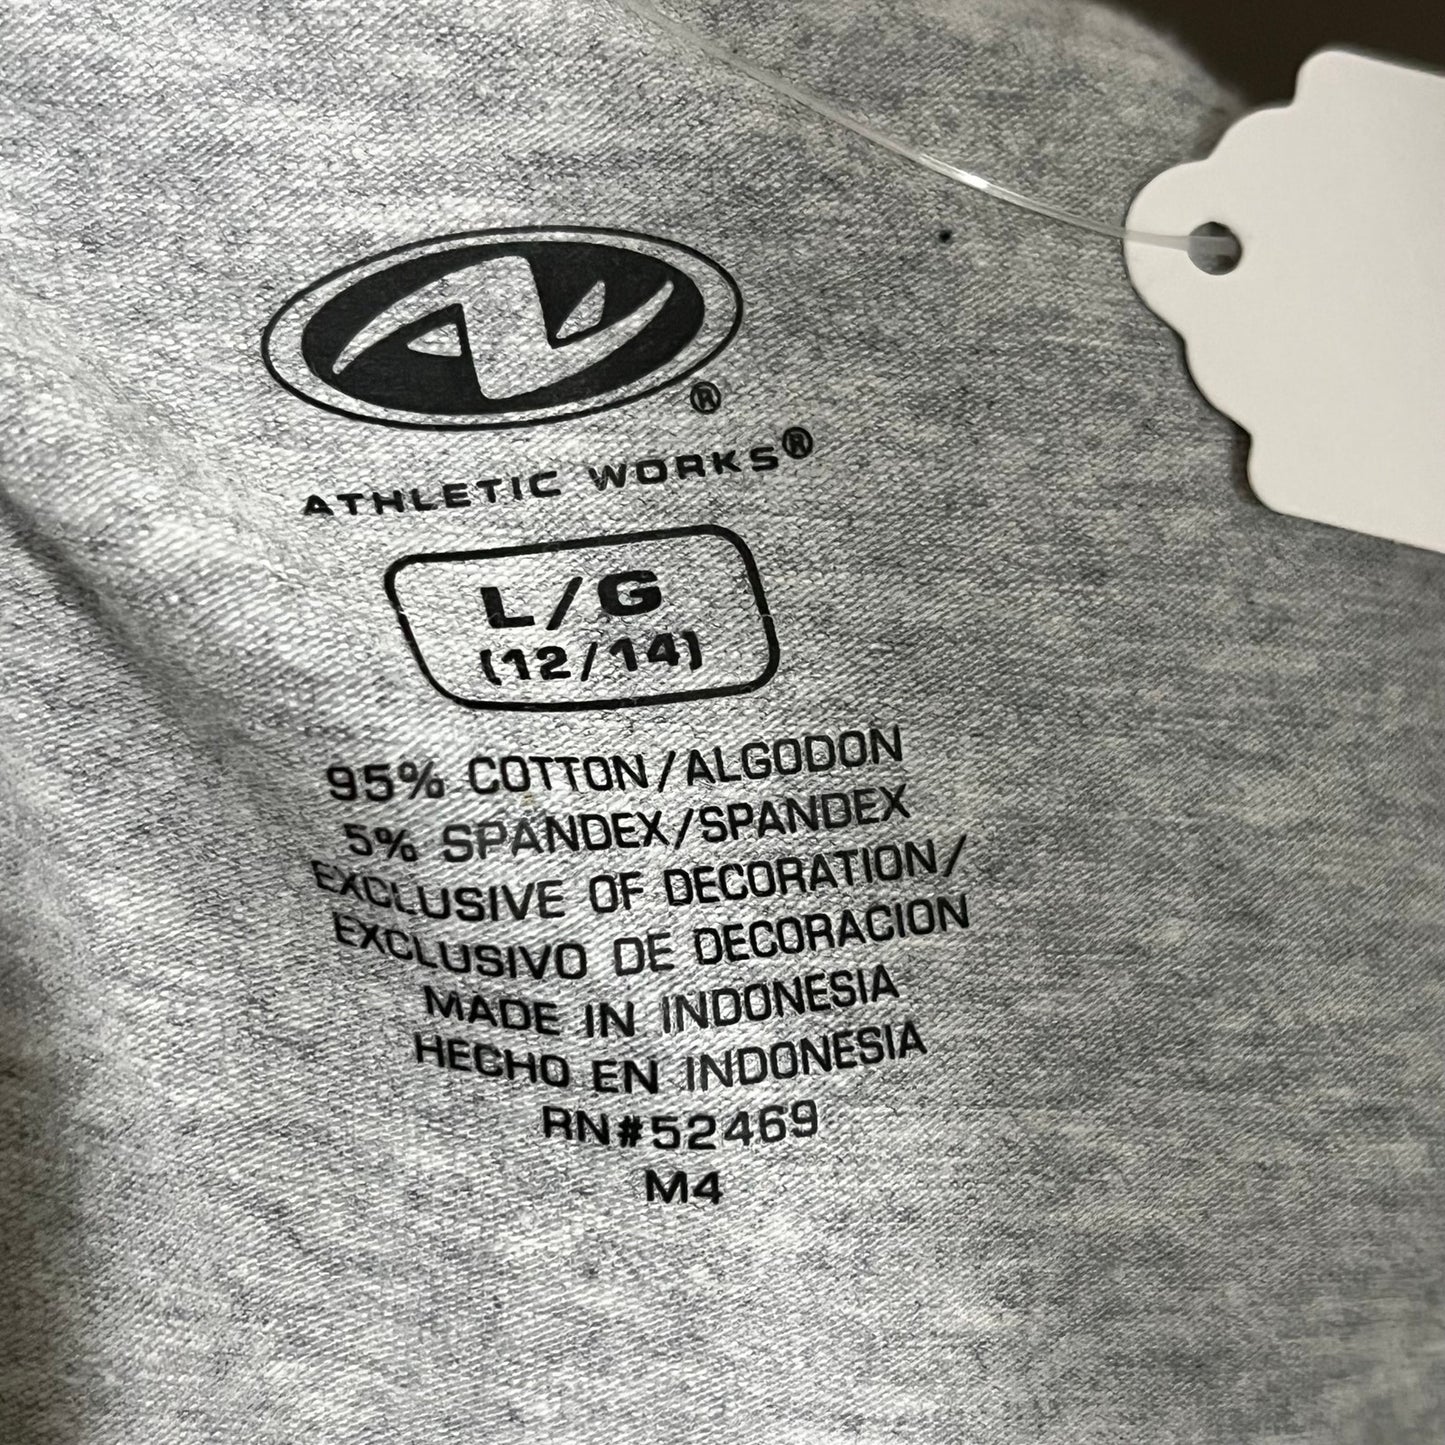 ®
ATHLETIC WORKS®
L/G
(12/14)
95% COTTON/ALGODON
5% SPANDEX/SPANDEX
EXCLUSIVE OF DECORATION/
EXCLUSIVO DE DECORACION
MADE IN INDONESIA
HECHO EN INDONESIA
RN#52469
M4